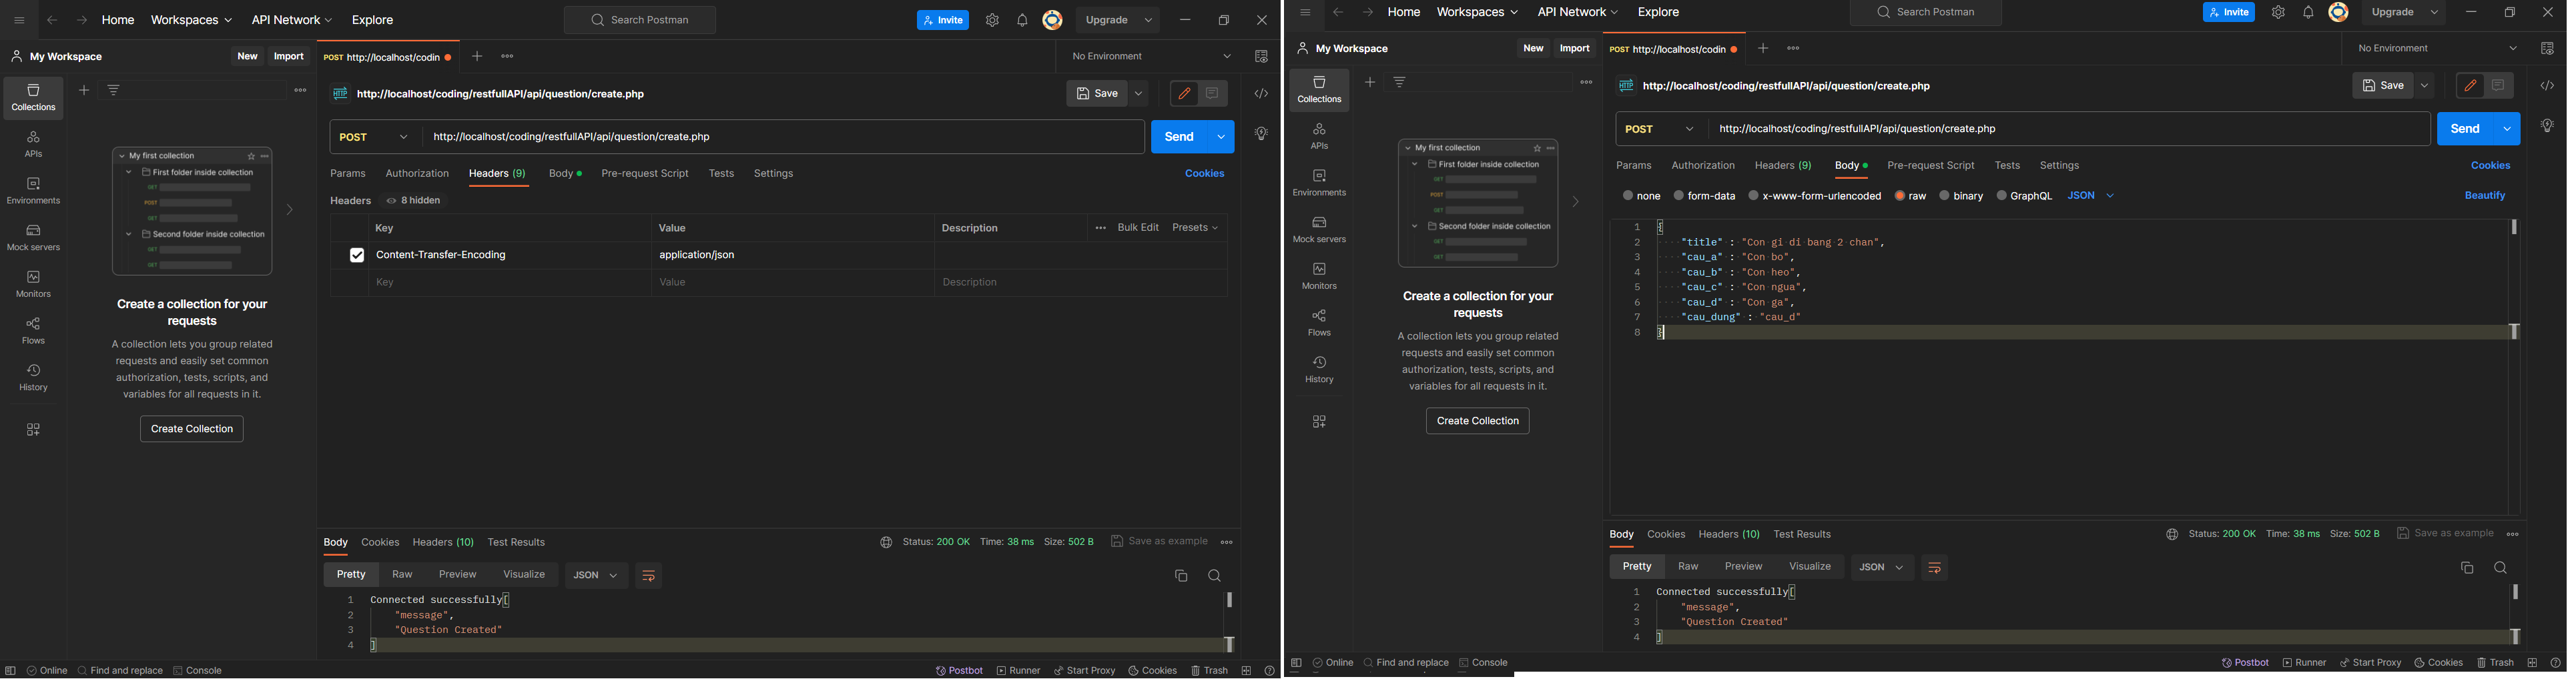 Home Workspaces API Network Explore Search Postman Invite Upgrade
My Workspace New Import POST http://localhost/codin No Environment
Collections
APIs
Environments
Mock servers
Monitors
Flows
History
My first collection
First folder inside collection
GET
POST
GET
Second folder inside collection
GET
GET
Create a collection for your
requests
A collection lets you group related
requests and easily set common
authorization, tests, scripts, and
variables for all requests in it.
Create Collection
HTTP http://localhost/coding/restfullAPI/api/question/create.php Save
POST http://localhost/coding/restfullAPI/api/question/create.php Send
Params Authorization Headers (9) Body Pre-request Script Tests Settings Cookies
Headers 8 hidden
Key Value Description Bulk Edit Presets
Content-Transfer-Encoding application/json
Key Value Description
Body Cookies Headers (10) Test Results Status: 200 OK Time: 38 ms Size: 502 B Save as example
Pretty Raw Preview Visualize JSON
1 Connected successfully[
2 "message",
3 "Question Created"
4 ]
Online Find and replace Console Postbot Runner Start Proxy Cookies Trash
Home Workspaces API Network Explore Search Postman Invite Upgrade
My Workspace New Import POST http://localhost/codin No Environment
Collections
APIs
Environments
Mock servers
Monitors
Flows
History
My first collection
First folder inside collection
GET
POST
GET
Second folder inside collection
GET
GET
Create a collection for your
requests
A collection lets you group related
requests and easily set common
authorization, tests, scripts, and
variables for all requests in it.
Create Collection
HTTP http://localhost/coding/restfullAPI/api/question/create.php Save
POST http://localhost/coding/restfullAPI/api/question/create.php Send
Params Authorization Headers (9) Body Pre-request Script Tests Settings Cookies
none form-data x-www-form-urlencoded raw binary GraphQL JSON Beautify
1 {
2 "title" : "Con gi di bang 2 chan",
3 "cau_a" : "Con bo",
4 "cau_b" : "Con heo",
5 "cau_c" : "Con ngua",
6 "cau_d" : "Con ga",
7 "cau_dung" : "cau_d"
8 }
Body Cookies Headers (10) Test Results Status: 200 OK Time: 38 ms Size: 502 B Save as example
Pretty Raw Preview Visualize JSON
1 Connected successfully[
2 "message",
3 "Question Created"
4 ]
Online Find and replace Console Postbot Runner Start Proxy Cookies Trash